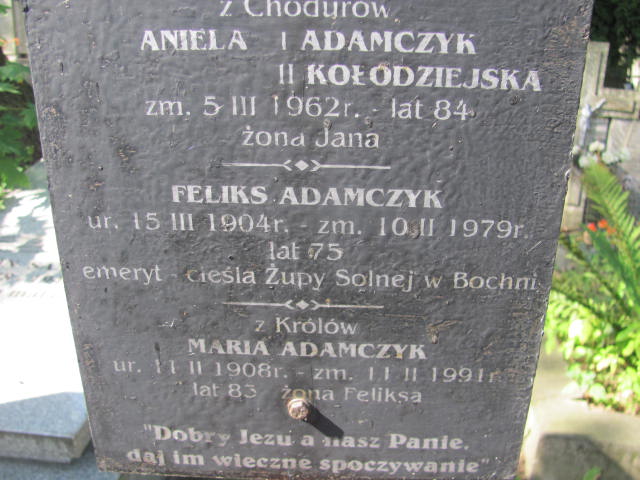 z Chodurów
ANIELA I ADAMCZYK
II KOŁODZIEJSKA
zm. 5 III 1962r. - lat 84
żona Jana
FELIKS ADAMCZYK
ur. 15 III 1904r. - zm. 10 II 1979r.
lat 75
emeryt - cieśla Żupy Solnej w Bochni
z Królów
MARIA ADAMCZYK
ur. 11 II 1908r. - zm. 11 II 1991r
lat 83 żona Feliksa
"Dobry Jezu a nasz Panie,
daj im wieczne spoczywanie"